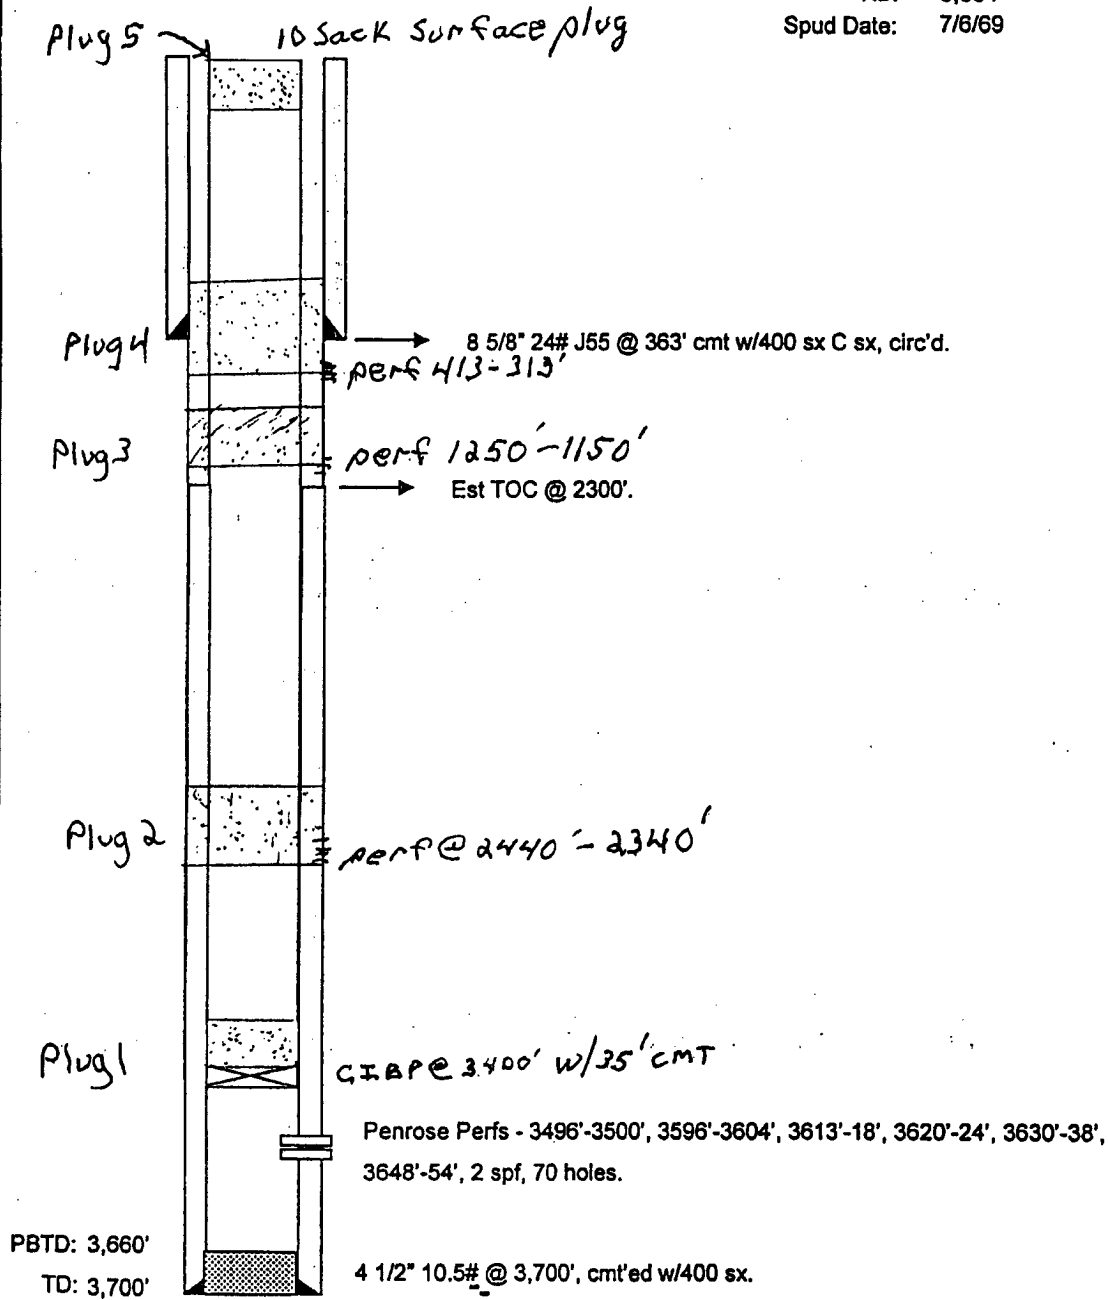 Spud Date: 7/6/69
Plug 5
10 Sack Surface plug
Plug 4
8 5/8" 24# J55 @ 363' cmt w/400 sx C sx, circ'd.
perf 413-313'
Plug 3
perf 1250'-1150'
Est TOC @ 2300'.
Plug 2
perf @ 2440'-2340'
Plug 1
CIBP @ 3400' w/35' CMT
Penrose Perfs - 3496'-3500', 3596'-3604', 3613'-18', 3620'-24', 3630'-38',
3648'-54', 2 spf, 70 holes.
PBTD: 3,660'
TD: 3,700'
4 1/2" 10.5# @ 3,700', cmt'ed w/400 sx.